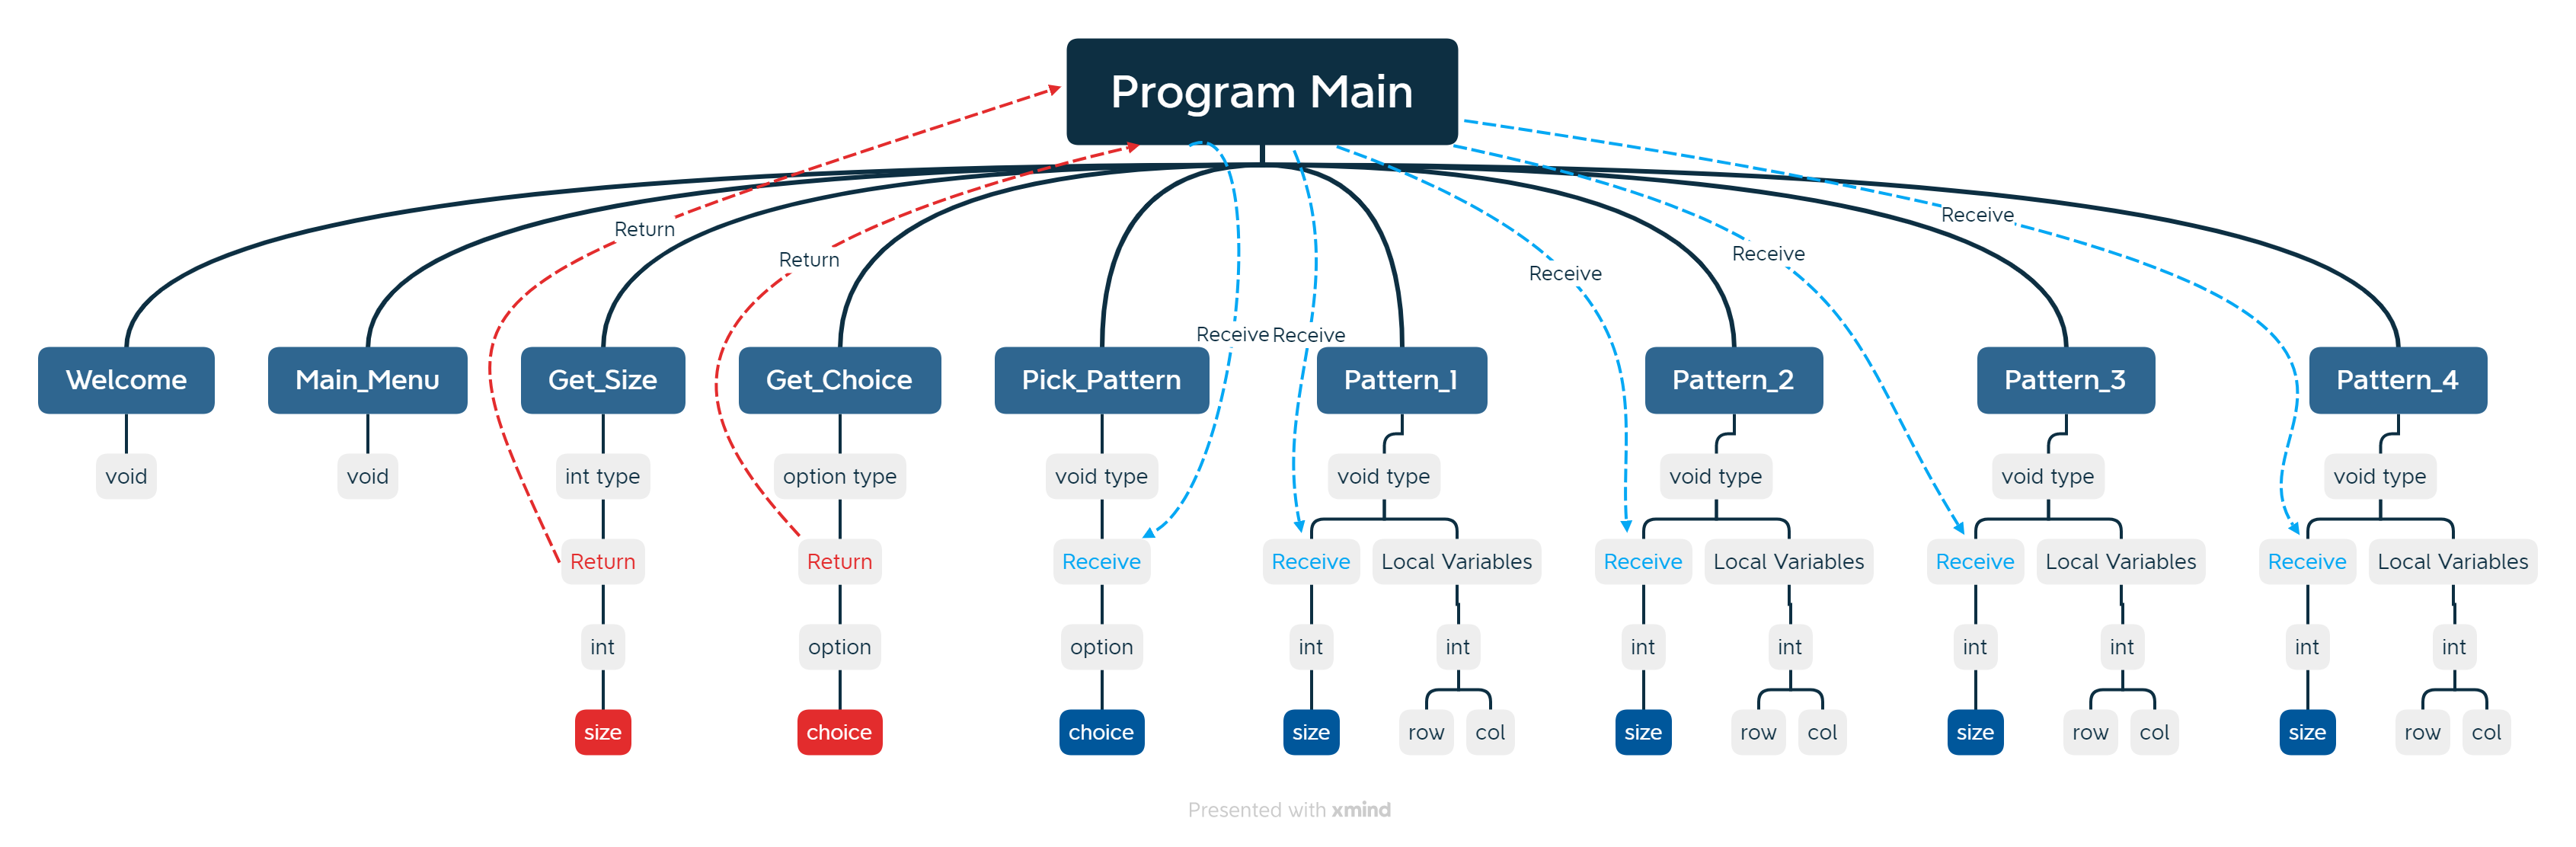 Program Main
Return
Return
Receive
Receive
Receive
Receive
Receive
Welcome
Main_Menu
Get_Size
Get_Choice
Pick_Pattern
Pattern_1
Pattern_2
Pattern_3
Pattern_4
void
void
int type
option type
void type
void type
void type
void type
void type
Return
Return
Receive
Receive
Local Variables
Receive
Local Variables
Receive
Local Variables
Receive
Local Variables
int
option
option
int
int
int
int
int
int
int
int
size
choice
choice
size
row
col
size
row
col
size
row
col
size
row
col
Presented with xmind